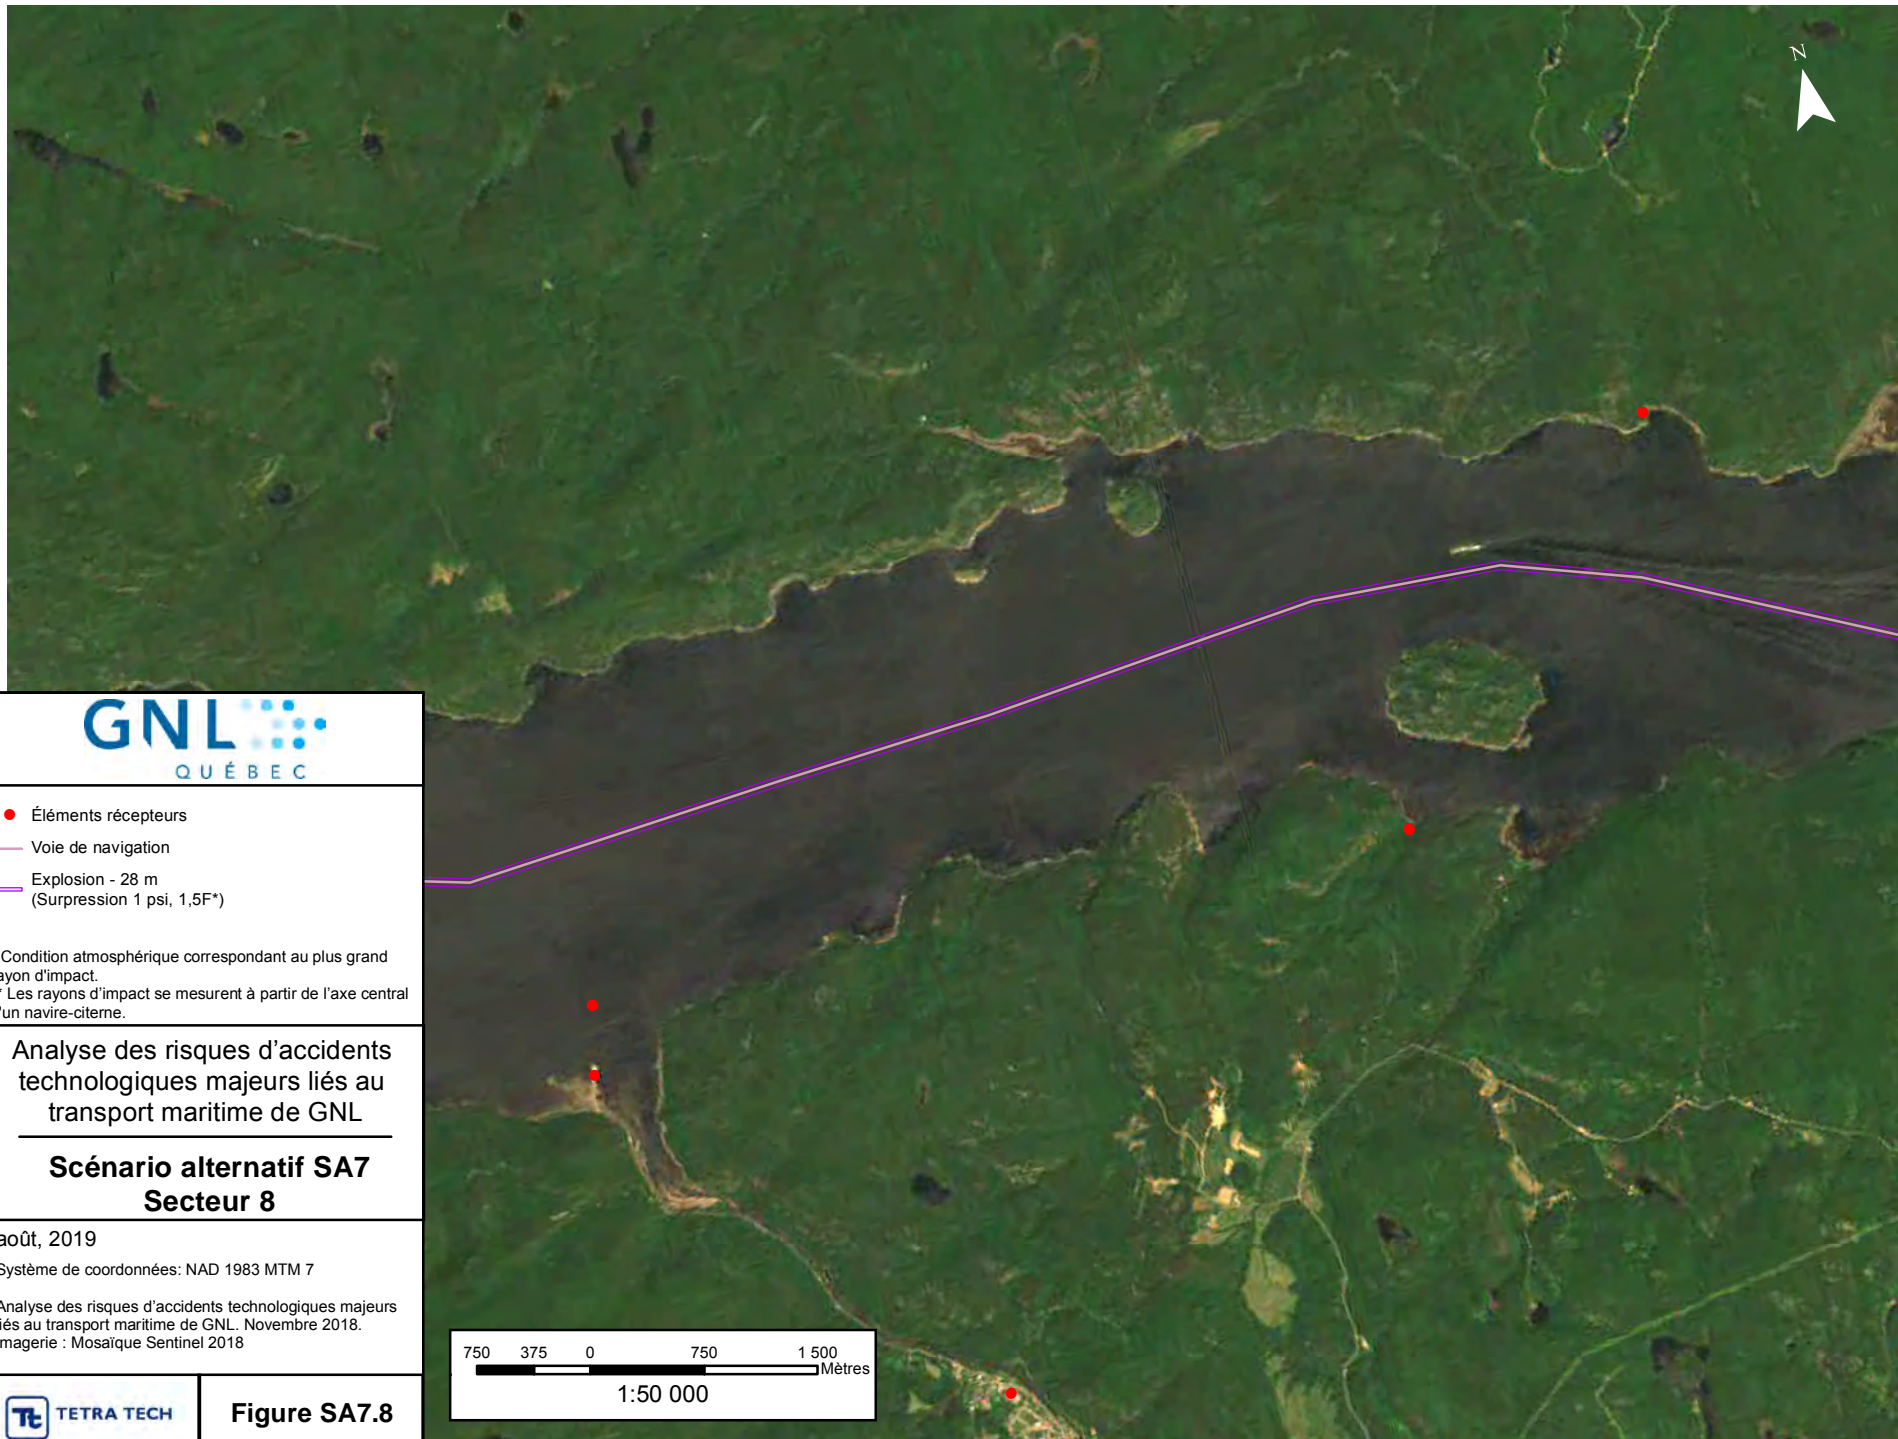 N
GNL
QUÉBEC
Éléments récepteurs
Voie de navigation
Explosion - 28 m
(Surpression 1 psi, 1,5F*)
Condition atmosphérique correspondant au plus grand
ayon d'impact.
* Les rayons d'impact se mesurent à partir de l'axe central
'un navire-citerne.
Analyse des risques d'accidents
technologiques majeurs liés au
transport maritime de GNL
Scénario alternatif SA7
Secteur 8
août, 2019
Système de coordonnées: NAD 1983 MTM 7
Analyse des risques d'accidents technologiques majeurs
iés au transport maritime de GNL. Novembre 2018.
magerie : Mosaïque Sentinel 2018
750 375 0 750 1 500
Mètres
1:50 000
Tt TETRA TECH
Figure SA7.8